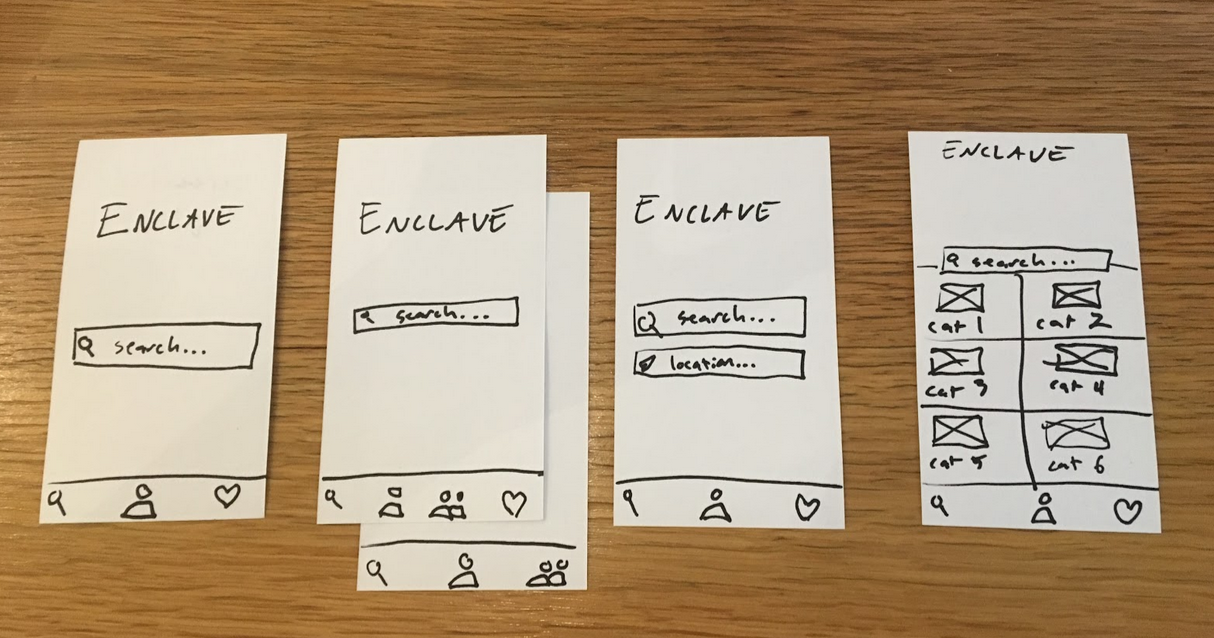 ENCLAVE
search...
ENCLAVE
search...
ENCLAVE
search...
location...
ENCLAVE
search...
cat 1 cat 2
cat 3 cat 4
cat 5 cat 6